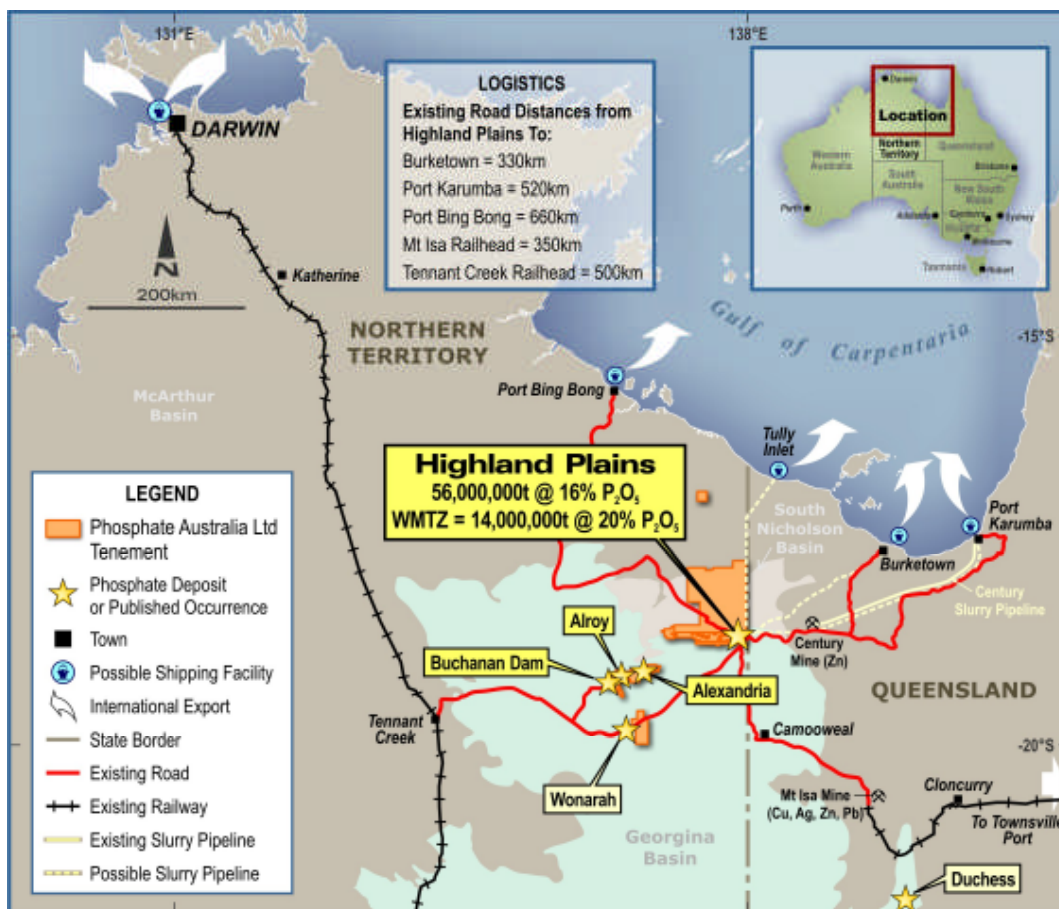 131°E
138°E
DARWIN
LOGISTICS
Existing Road Distances from
Highland Plains To:
Burketown = 330km
Port Karumba = 520km
Port Bing Bong = 660km
Mt Isa Railhead = 350km
Tennant Creek Railhead = 500km
Darwin
Location
Northern
Territory
Western
Australia
Queensland
South
Australia
New South
Wales
Brisbane
Perth
Adelaide
Canberra
Sydney
Victoria
Melbourne
Tasmania
Hobart
N
200km
Katherine
NORTHERN
TERRITORY
Gulf of Carpentaria
-15°S
McArthur
Basin
Port Bing Bong
Tully
Inlet
Highland Plains
56,000,000t @ 16% P₂O₅
WMTZ = 14,000,000t @ 20% P₂O₅
South
Nicholson
Basin
Port
Karumba
Burketown
Century
Slurry Pipeline
Century
Mine (Zn)
LEGEND
Phosphate Australia Ltd
Tenement
Phosphate Deposit
or Published Occurrence
Town
Possible Shipping Facility
International Export
State Border
Existing Road
Existing Railway
Existing Slurry Pipeline
Possible Slurry Pipeline
Alroy
Buchanan Dam
Alexandria
QUEENSLAND
Tennant
Creek
Camooweal
-20°S
Wonarah
Mt Isa Mine
(Cu, Ag, Zn, Pb)
Cloncurry
To Townsville
Port
Georgina
Basin
Duchess